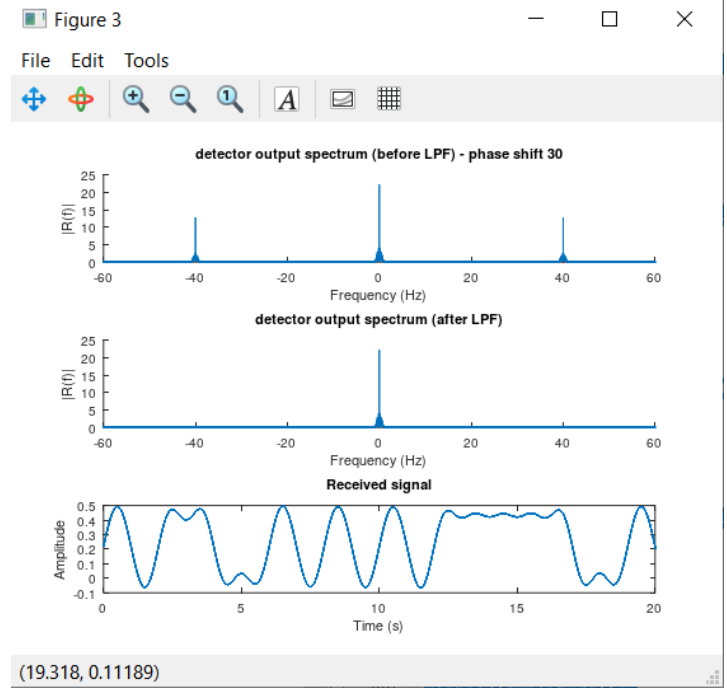 Figure 3
File Edit Tools
A
detector output spectrum (before LPF) - phase shift 30
25
20
15
10
5
0
|R(f)|
-60 -40 -20 0 20 40 60
Frequency (Hz)
detector output spectrum (after LPF)
25
20
15
10
5
0
|R(f)|
-60 -40 -20 0 20 40 60
Frequency (Hz)
Received signal
0.5
0.4
0.3
0.2
0.1
0
-0.1
Amplitude
0 5 10 15 20
Time (s)
(19.318, 0.11189)